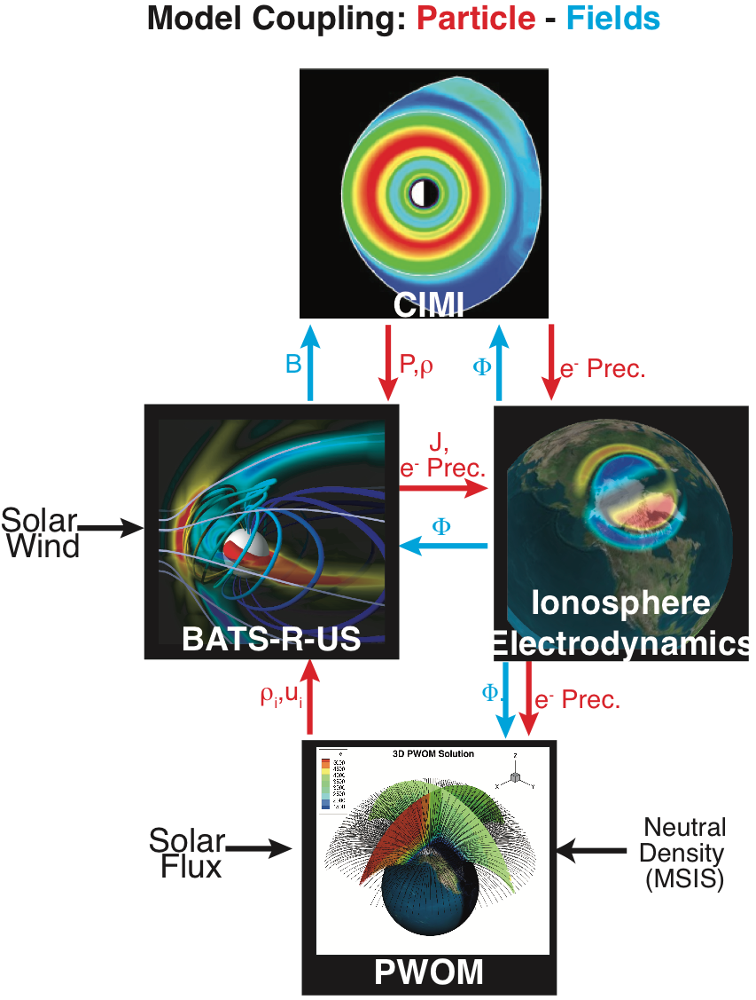 Model Coupling: Particle - Fields
CIMI
B
P,ρ
Φ
e- Prec.
J,
e- Prec.
Φ
Solar
Wind
BATS-R-US
Ionosphere
Electrodynamics
ρi,ui
Φ.
e- Prec.
3D PWOM Solution
Z
X
Y
Solar
Flux
Neutral
Density
(MSIS)
PWOM